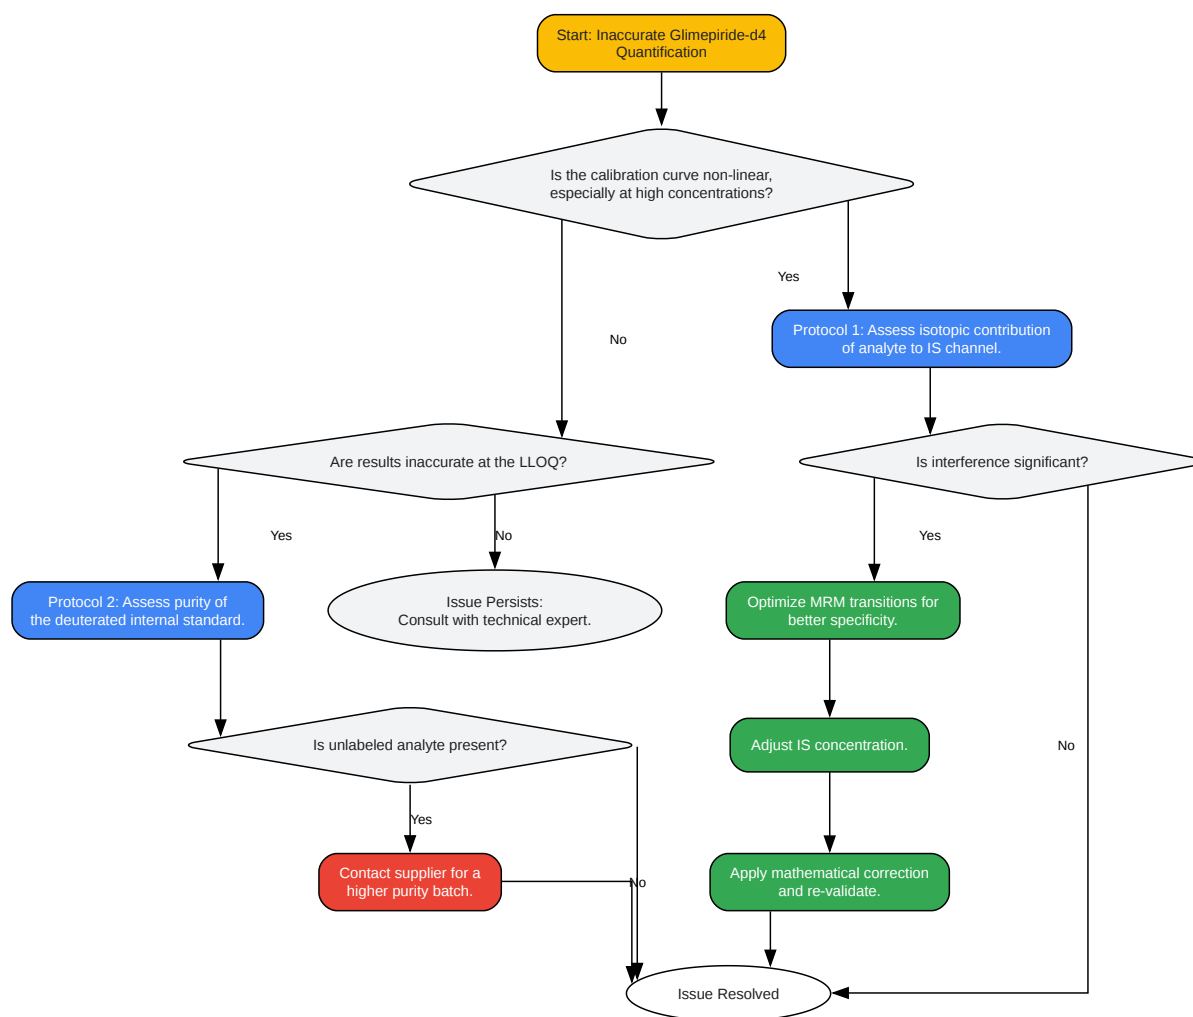 Start: Inaccurate Glimepiride-d4
Quantification
Is the calibration curve non-linear,
especially at high concentrations?
Yes
No
Protocol 1: Assess isotopic contribution
of analyte to IS channel.
Are results inaccurate at the LLOQ?
Is interference significant?
Yes
No
Yes
Protocol 2: Assess purity of
the deuterated internal standard.
Issue Persists:
Consult with technical expert.
Optimize MRM transitions for
better specificity.
Is unlabeled analyte present?
Adjust IS concentration.
No
Yes
Contact supplier for a
higher purity batch.
No
Apply mathematical correction
and re-validate.
Issue Resolved